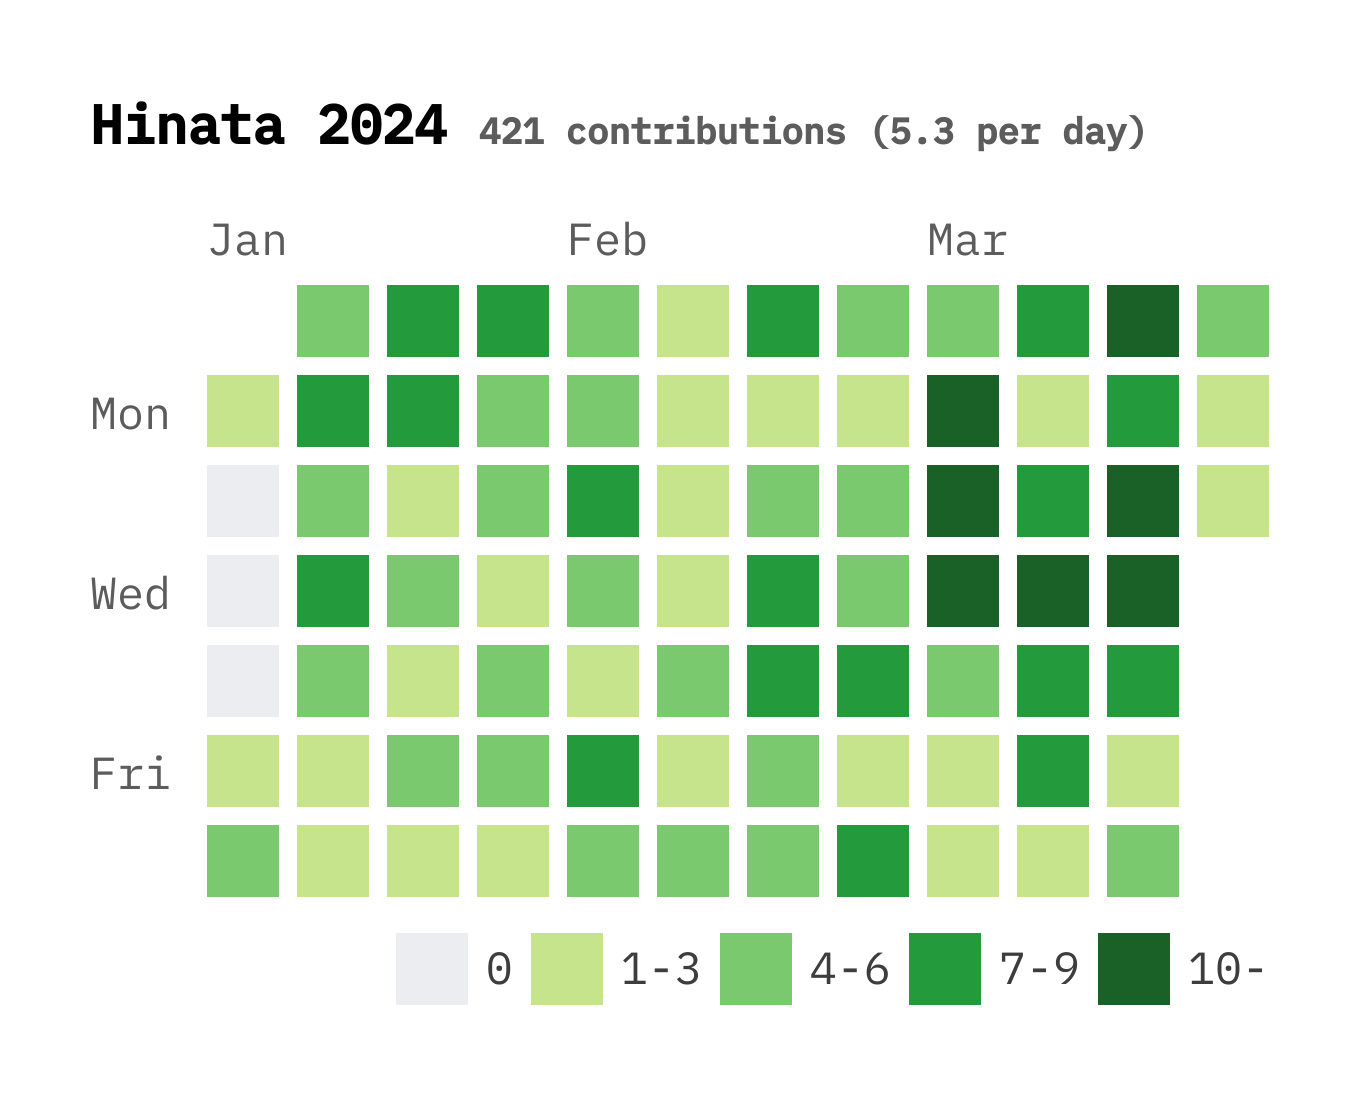 Hinata 2024 421 contributions (5.3 per day)
Jan Feb Mar
Mon
Wed
Fri
0 1-3 4-6 7-9 10-